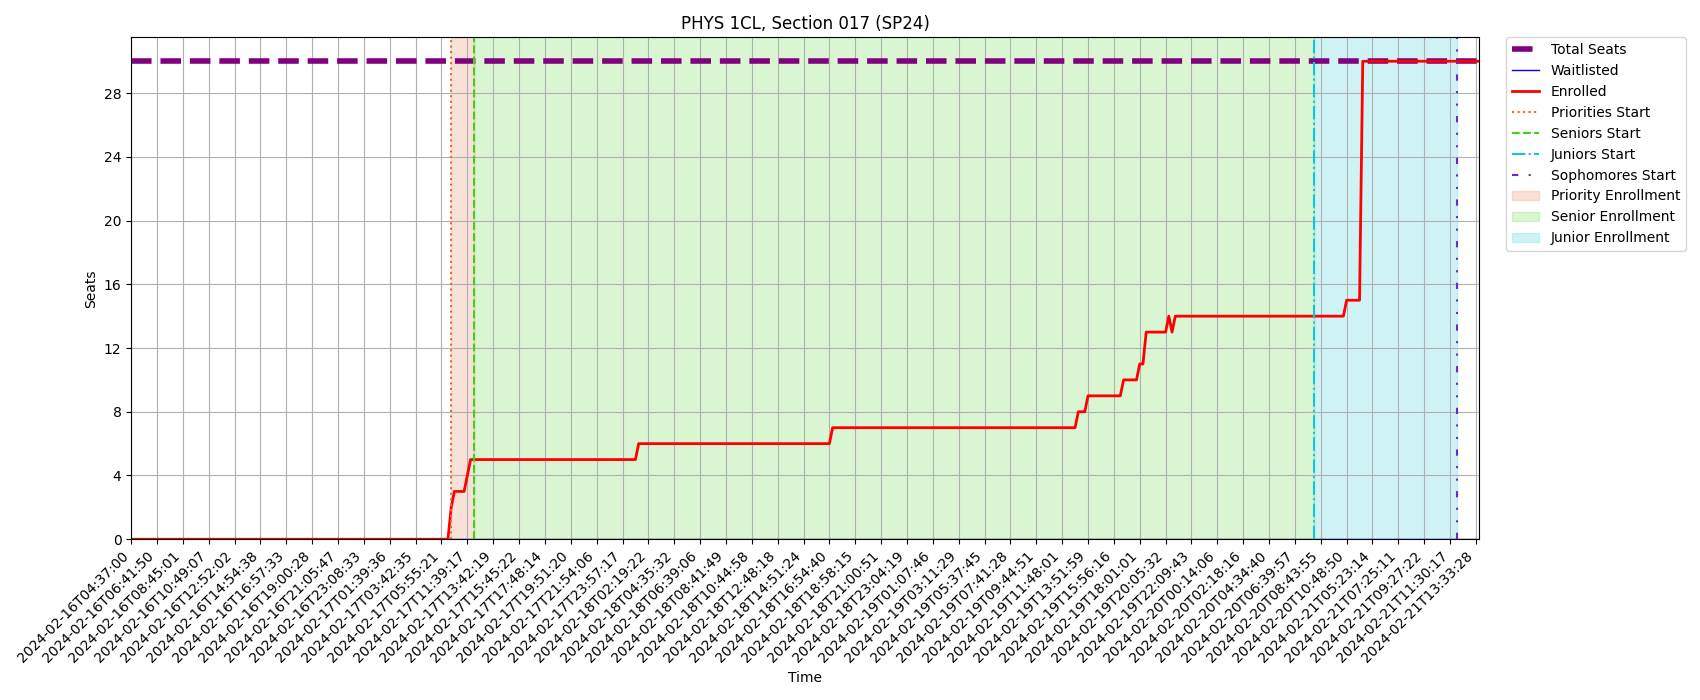 PHYS 1CL, Section 017 (SP24)
Total Seats
Waitlisted
Enrolled
Priorities Start
Seniors Start
Juniors Start
Sophomores Start
Priority Enrollment
Senior Enrollment
Junior Enrollment
Seats
28
24
20
16
12
8
4
0
2024-02-16T04:37:00
2024-02-16T06:41:50
2024-02-16T08:45:01
2024-02-16T10:49:07
2024-02-16T12:52:02
2024-02-16T14:54:38
2024-02-16T16:57:33
2024-02-16T19:00:28
2024-02-16T21:05:47
2024-02-16T23:08:33
2024-02-17T01:39:36
2024-02-17T03:42:35
2024-02-17T05:55:21
2024-02-17T11:39:17
2024-02-17T13:42:19
2024-02-17T15:45:22
2024-02-17T17:48:14
2024-02-17T19:51:20
2024-02-17T21:54:06
2024-02-17T23:57:17
2024-02-18T02:19:22
2024-02-18T04:35:32
2024-02-18T06:39:06
2024-02-18T08:41:49
2024-02-18T10:44:58
2024-02-18T12:48:18
2024-02-18T14:51:24
2024-02-18T16:54:40
2024-02-18T18:58:15
2024-02-18T21:00:51
2024-02-18T23:04:19
2024-02-19T01:07:46
2024-02-19T03:11:29
2024-02-19T05:37:45
2024-02-19T07:41:28
2024-02-19T09:44:51
2024-02-19T11:48:01
2024-02-19T13:51:59
2024-02-19T15:56:16
2024-02-19T18:01:01
2024-02-19T20:05:32
2024-02-19T22:09:43
2024-02-20T00:14:06
2024-02-20T02:18:16
2024-02-20T04:34:40
2024-02-20T06:39:57
2024-02-20T08:43:55
2024-02-20T10:48:50
2024-02-21T05:23:14
2024-02-21T07:25:11
2024-02-21T09:27:22
2024-02-21T11:30:17
2024-02-21T13:33:28
Time